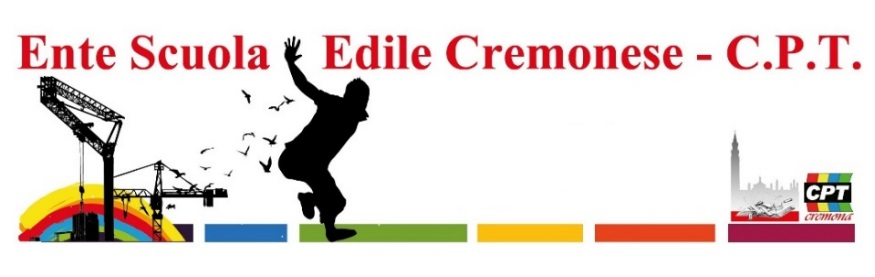 Ente Scuola Edile Cremonese - C.P.T.
CPT
cremona